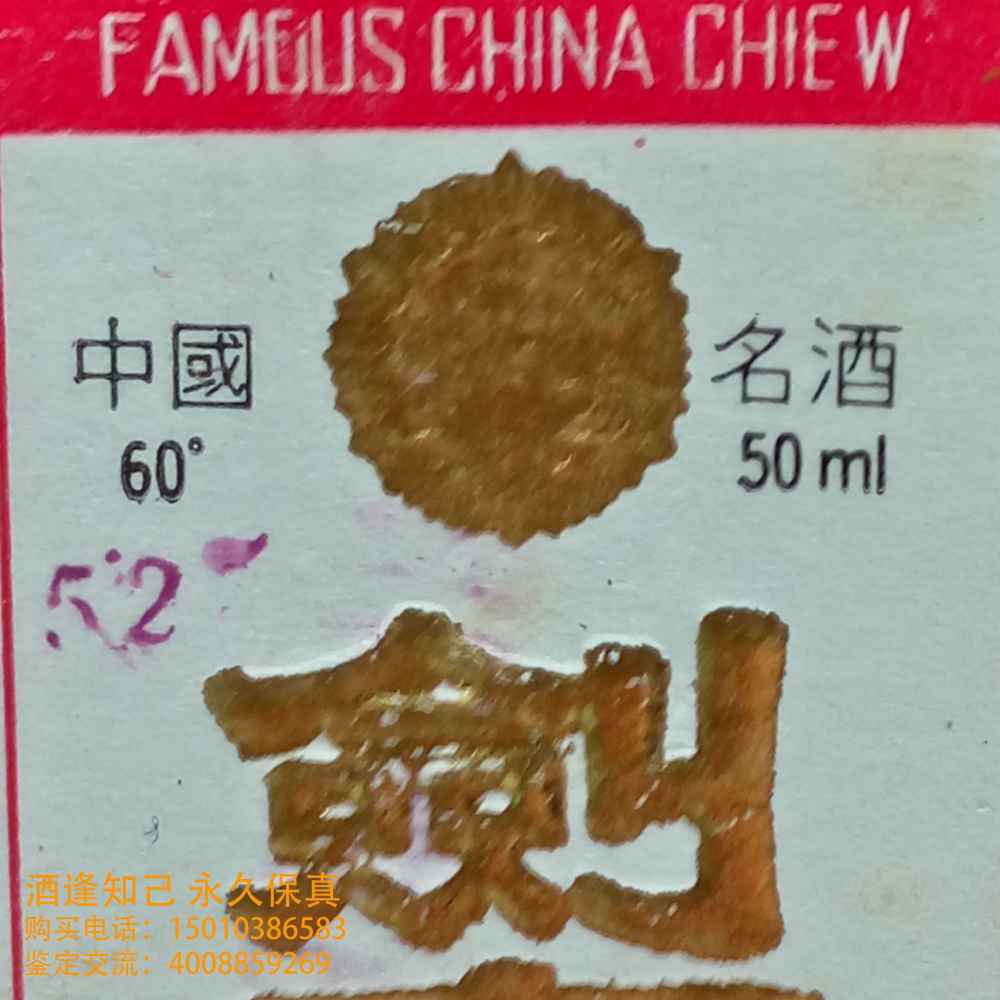 FAMOUS CHINA CHIEW
中國 名酒
60° 50 ml
52°
劍
酒逢知己 永久保真
购买电话：15010386583
鉴定交流：4008859269